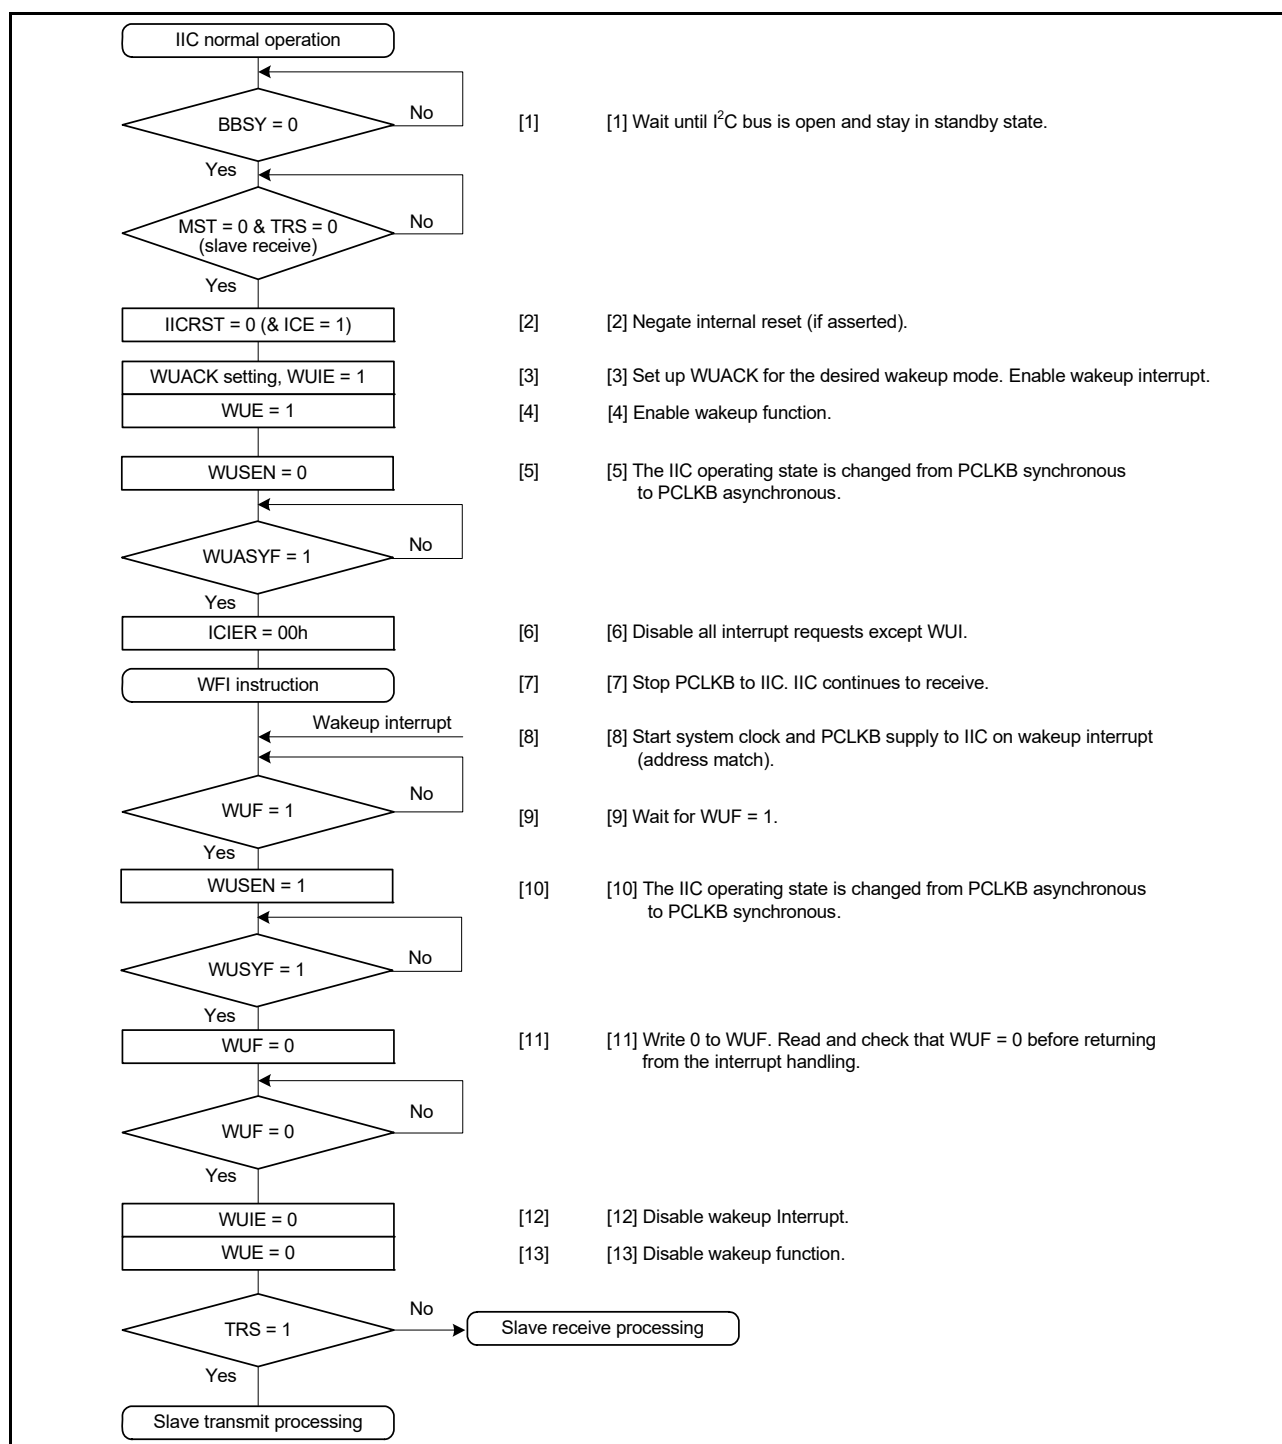 IIC normal operation
No
BBSY = 0
[1] [1] Wait until I²C bus is open and stay in standby state.
Yes
No
MST = 0 & TRS = 0
(slave receive)
Yes
IICRST = 0 (& ICE = 1)
[2] [2] Negate internal reset (if asserted).
WUACK setting, WUIE = 1
[3] [3] Set up WUACK for the desired wakeup mode. Enable wakeup interrupt.
WUE = 1
[4] [4] Enable wakeup function.
WUSEN = 0
[5] [5] The IIC operating state is changed from PCLKB synchronous
to PCLKB asynchronous.
No
WUASYF = 1
Yes
ICIER = 00h
[6] [6] Disable all interrupt requests except WUI.
WFI instruction
[7] [7] Stop PCLKB to IIC. IIC continues to receive.
Wakeup interrupt
[8] [8] Start system clock and PCLKB supply to IIC on wakeup interrupt
(address match).
No
WUF = 1
[9] [9] Wait for WUF = 1.
Yes
WUSEN = 1
[10] [10] The IIC operating state is changed from PCLKB asynchronous
to PCLKB synchronous.
No
WUSYF = 1
Yes
WUF = 0
[11] [11] Write 0 to WUF. Read and check that WUF = 0 before returning
from the interrupt handling.
No
WUF = 0
Yes
WUIE = 0
[12] [12] Disable wakeup Interrupt.
WUE = 0
[13] [13] Disable wakeup function.
No
TRS = 1
Slave receive processing
Yes
Slave transmit processing